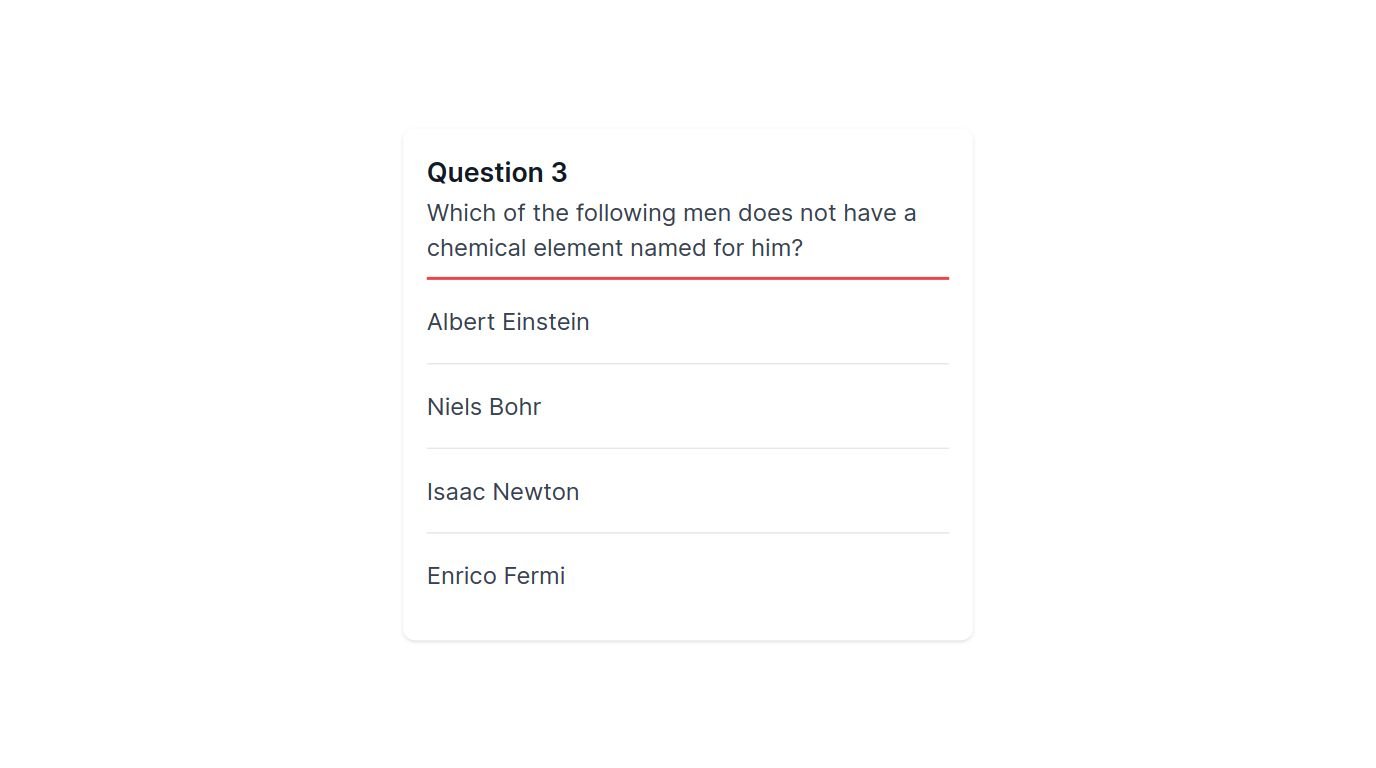 Question 3
Which of the following men does not have a
chemical element named for him?
Albert Einstein
Niels Bohr
Isaac Newton
Enrico Fermi